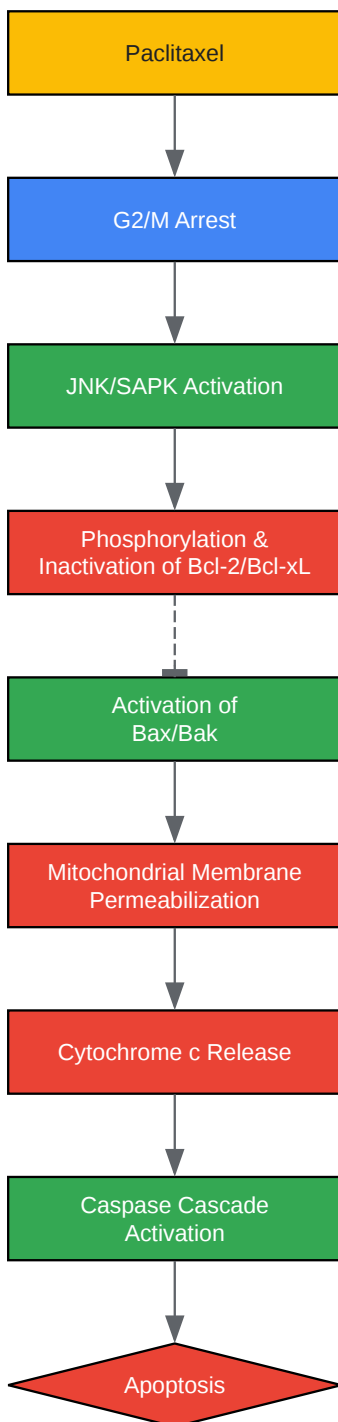 Paclitaxel
G2/M Arrest
JNK/SAPK Activation
Phosphorylation &
Inactivation of Bcl-2/Bcl-xL
Activation of
Bax/Bak
Mitochondrial Membrane
Permeabilization
Cytochrome c Release
Caspase Cascade
Activation
Apoptosis